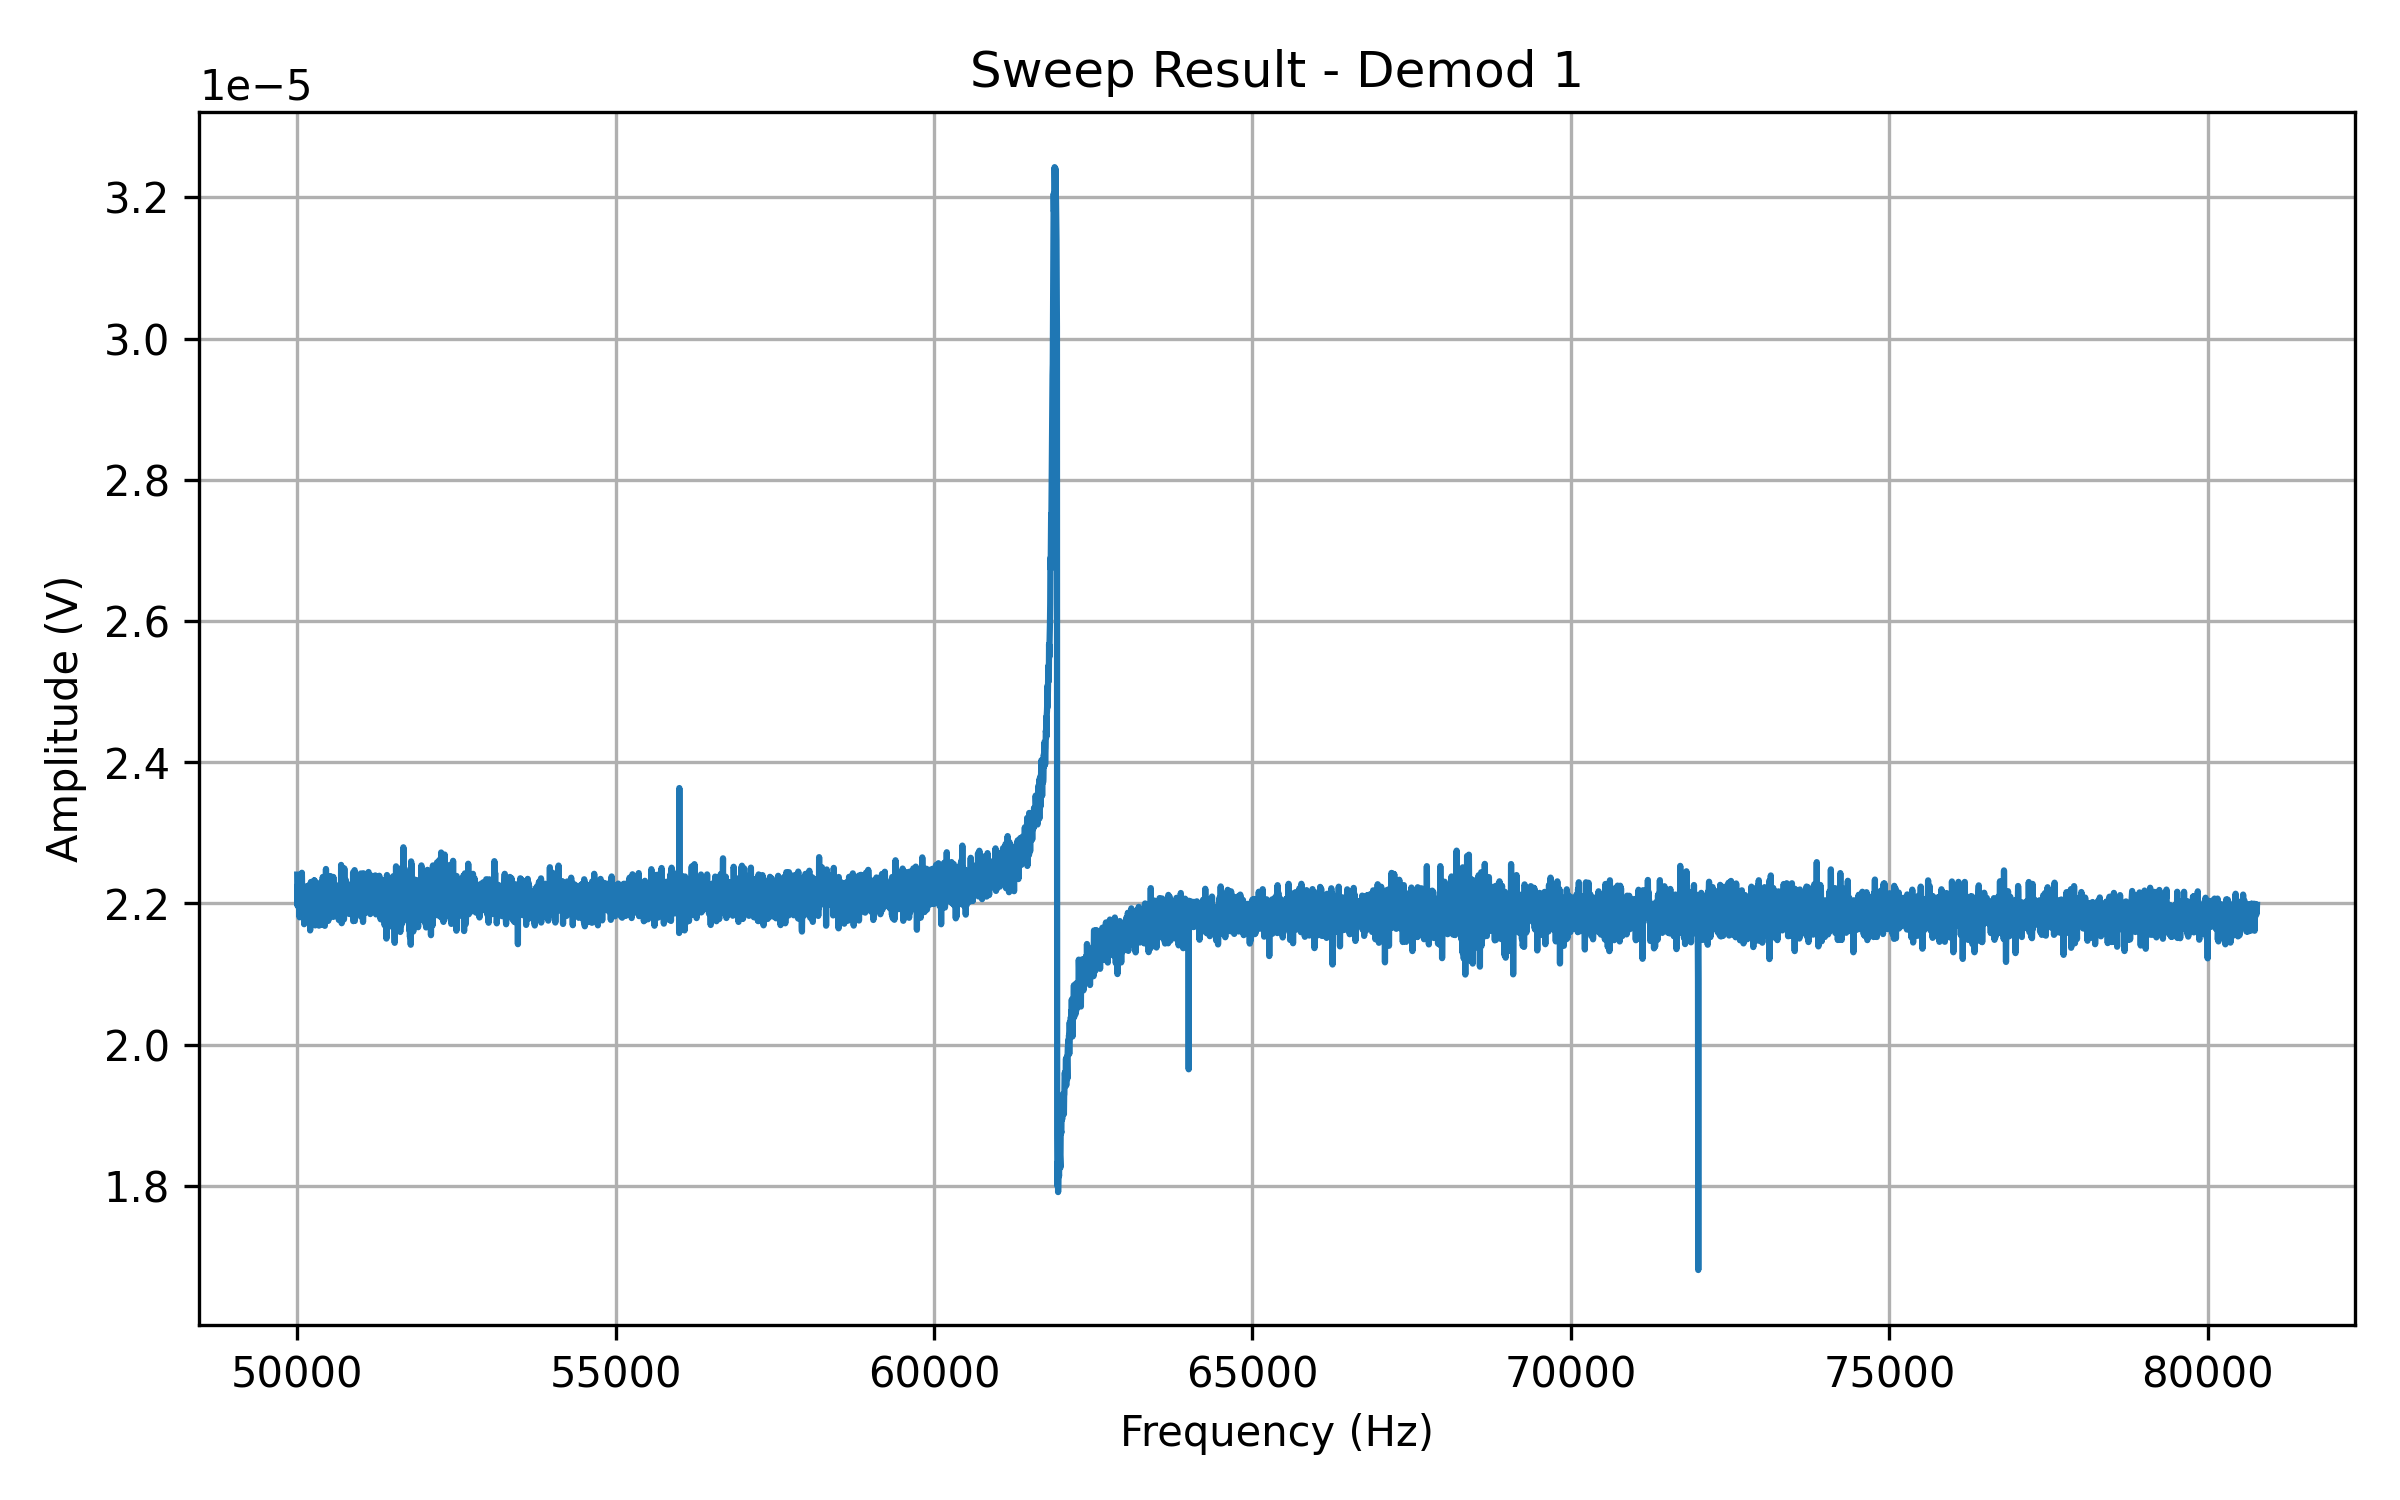 Sweep Result - Demod 1
1e−5
3.2
3.0
2.8
2.6
2.4
2.2
2.0
1.8
Amplitude (V)
50000 55000 60000 65000 70000 75000 80000
Frequency (Hz)